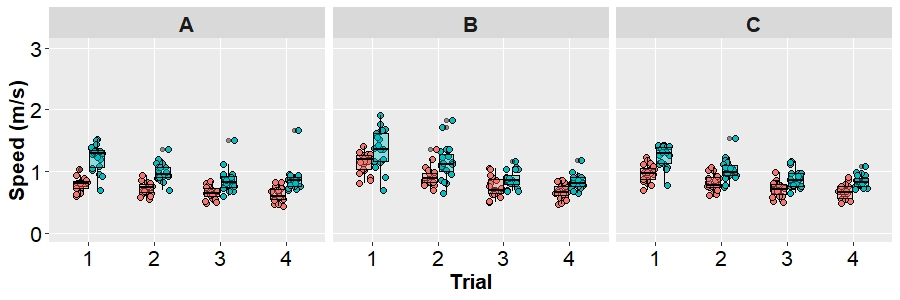 A B C
Speed (m/s)
3
2
1
0
1 2 3 4 1 2 3 4 1 2 3 4
Trial